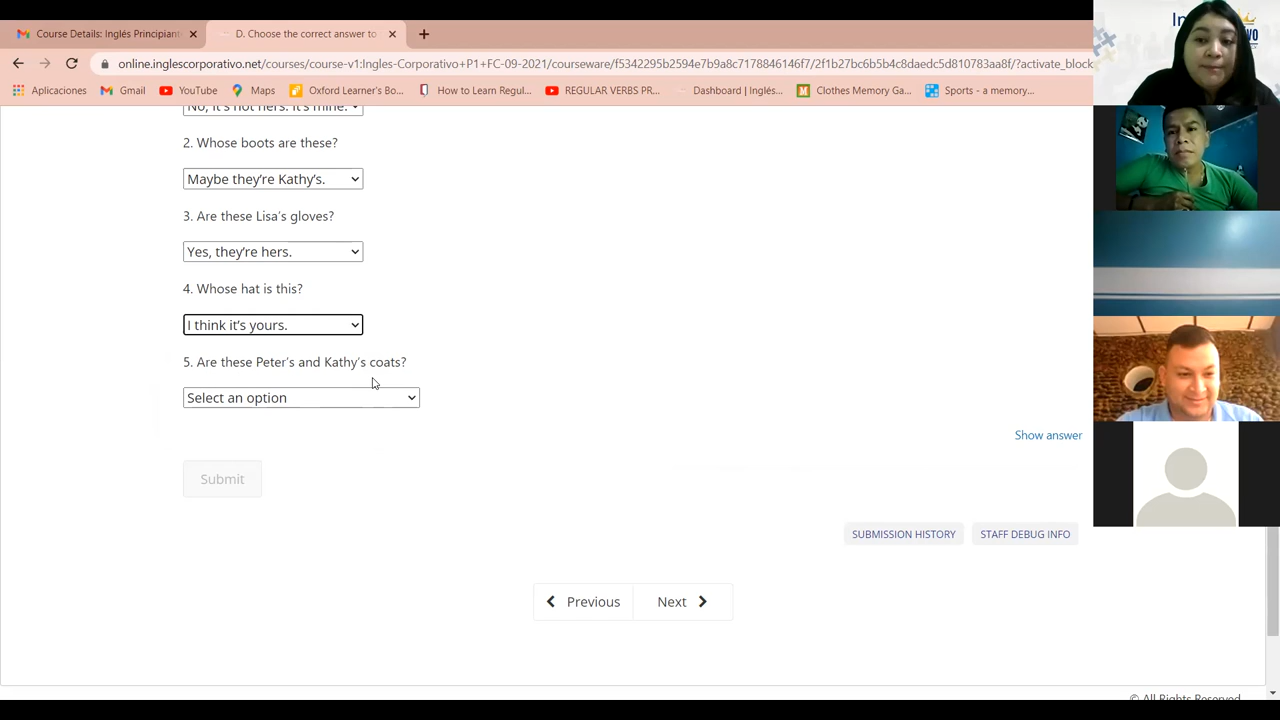 Course Details: Inglés Principiant
D. Choose the correct answer to
online.inglescorporativo.net/courses/course-v1:Ingles-Corporativo+P1+FC-09-2021/courseware/f5342295b2594e7b9a8c7178846146f7/2f1b27bc6b5b4c8daedc5d810783aa8f/?activate_block
Aplicaciones
Gmail
YouTube
Maps
Oxford Learner's Bo...
How to Learn Regul...
REGULAR VERBS PR...
Dashboard | Inglés...
Clothes Memory Ga...
Sports - a memory...
No, it's not hers. It's mine.
2. Whose boots are these?
Maybe they're Kathy's.
3. Are these Lisa's gloves?
Yes, they're hers.
4. Whose hat is this?
I think it's yours.
5. Are these Peter's and Kathy's coats?
Select an option
Show answer
Submit
SUBMISSION HISTORY
STAFF DEBUG INFO
Previous
Next
© All Rights Reserved